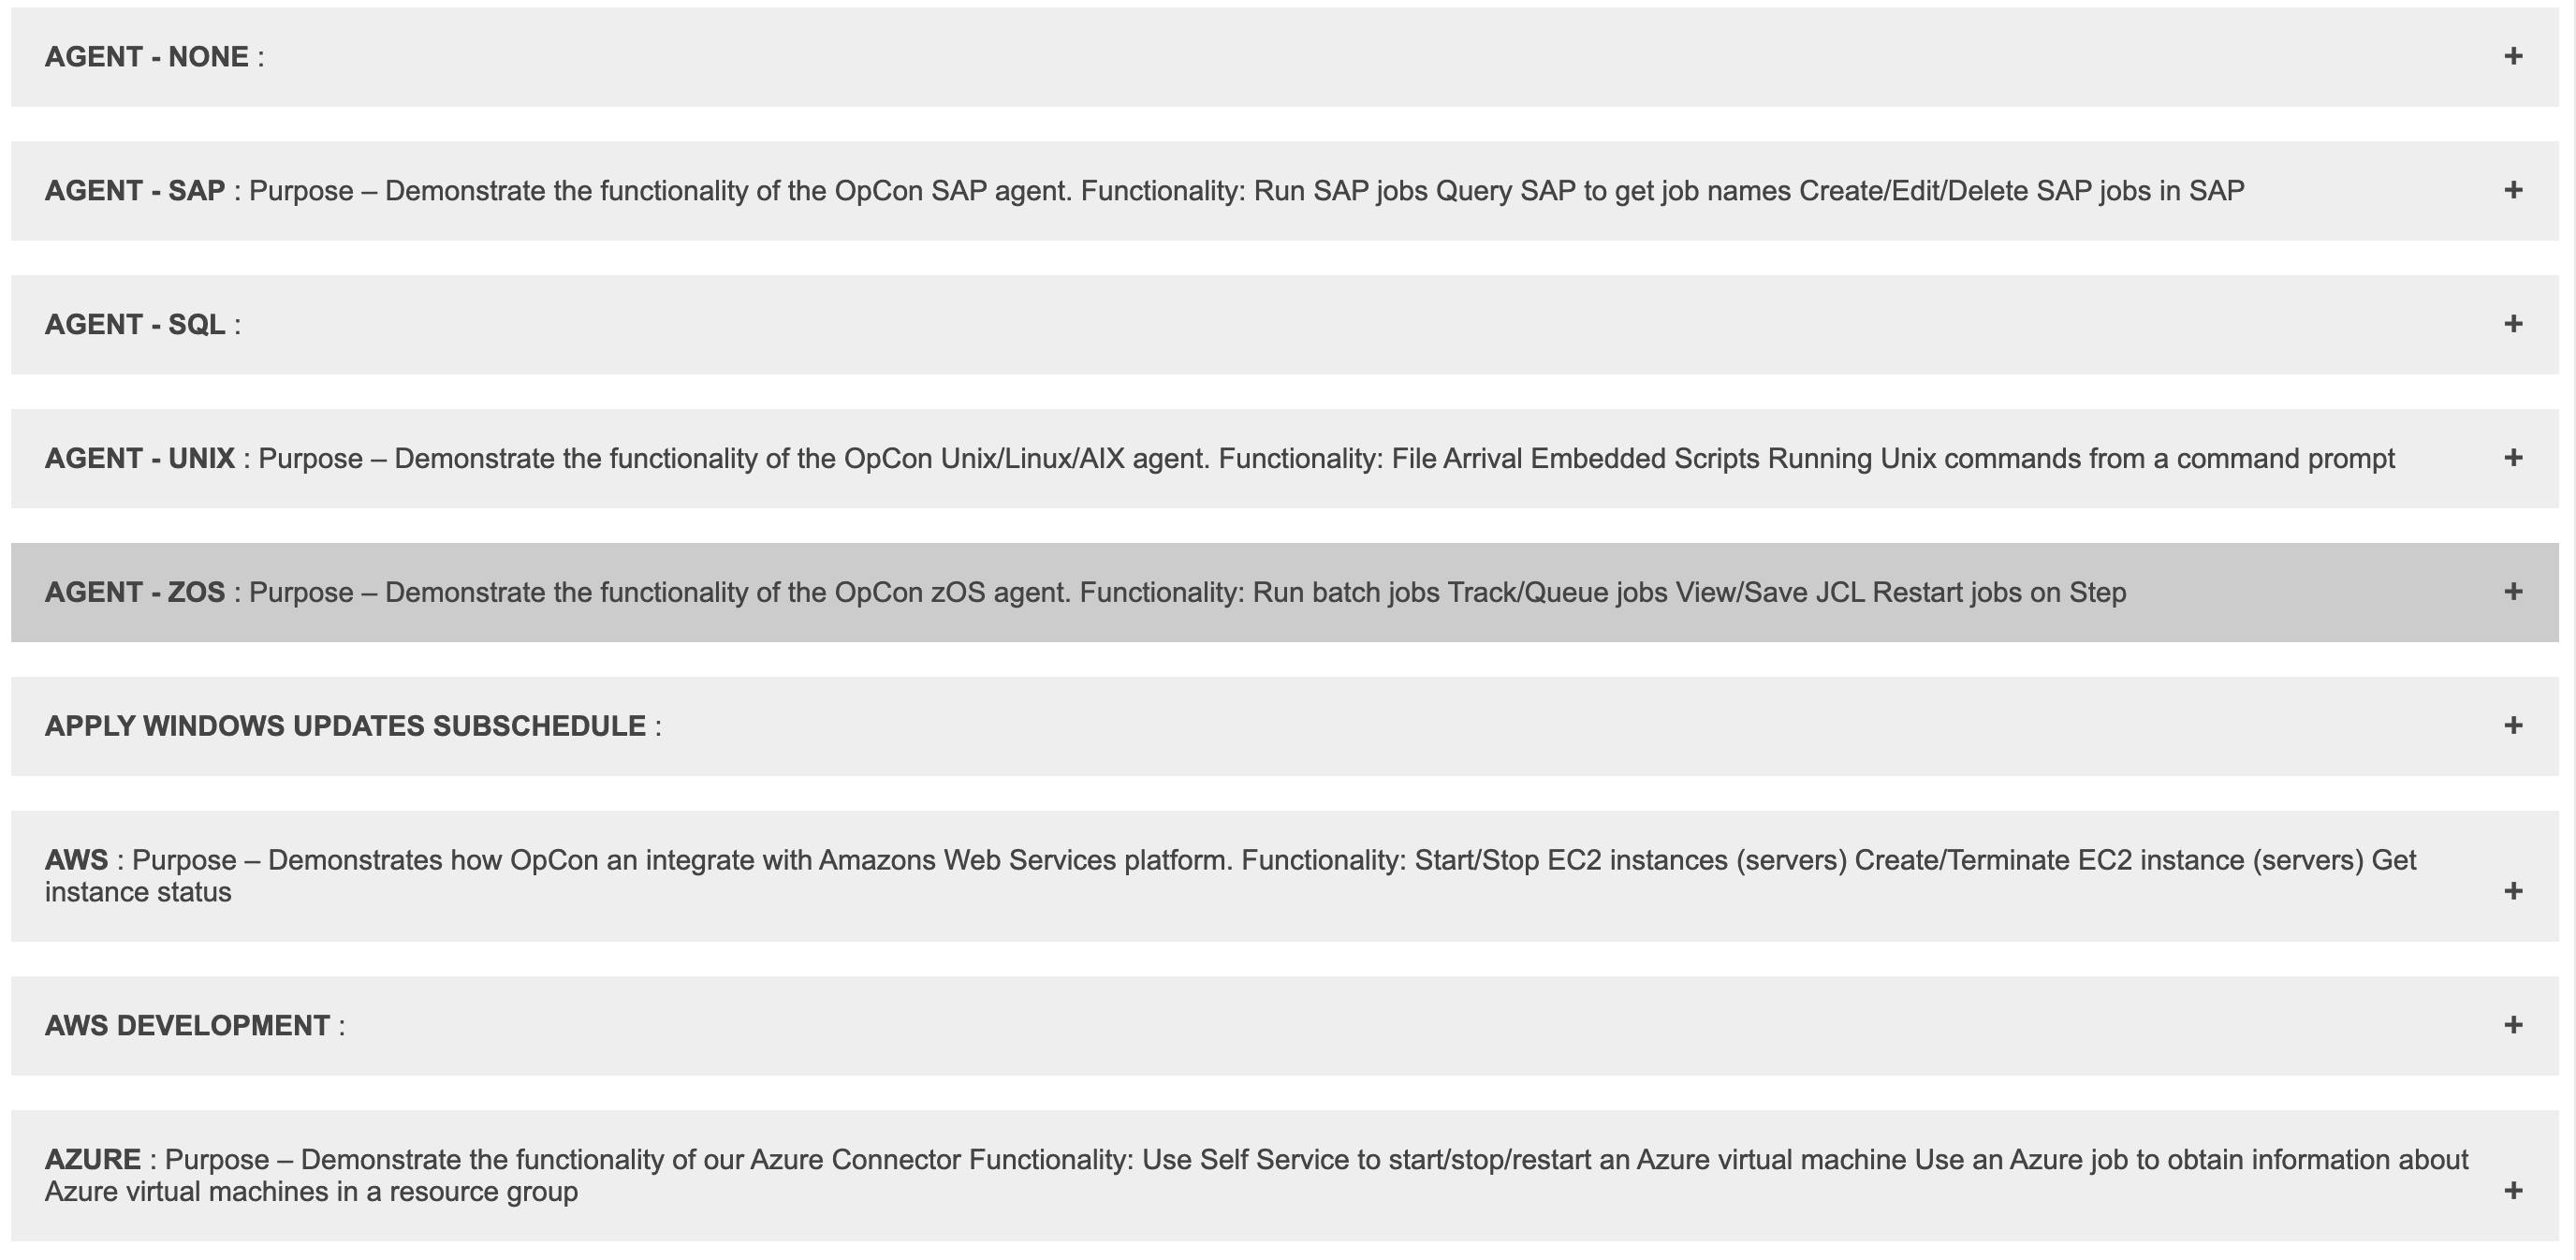 AGENT - NONE : +
AGENT - SAP : Purpose – Demonstrate the functionality of the OpCon SAP agent. Functionality: Run SAP jobs Query SAP to get job names Create/Edit/Delete SAP jobs in SAP +
AGENT - SQL : +
AGENT - UNIX : Purpose – Demonstrate the functionality of the OpCon Unix/Linux/AIX agent. Functionality: File Arrival Embedded Scripts Running Unix commands from a command prompt +
AGENT - ZOS : Purpose – Demonstrate the functionality of the OpCon zOS agent. Functionality: Run batch jobs Track/Queue jobs View/Save JCL Restart jobs on Step +
APPLY WINDOWS UPDATES SUBSCHEDULE : +
AWS : Purpose – Demonstrates how OpCon an integrate with Amazons Web Services platform. Functionality: Start/Stop EC2 instances (servers) Create/Terminate EC2 instance (servers) Get
instance status +
AWS DEVELOPMENT : +
AZURE : Purpose – Demonstrate the functionality of our Azure Connector Functionality: Use Self Service to start/stop/restart an Azure virtual machine Use an Azure job to obtain information about
Azure virtual machines in a resource group +